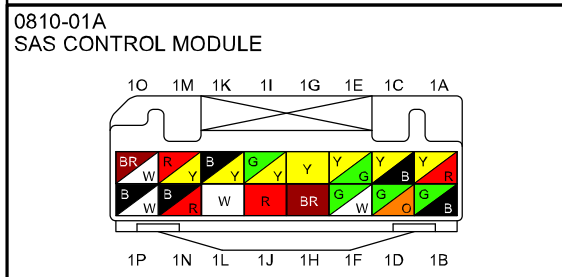 0810-01A
SAS CONTROL MODULE
1O 1M 1K 1I 1G 1E 1C 1A
BR W R Y B Y G Y Y Y G Y B Y R
B W B R W R BR G W G O G B
1P 1N 1L 1J 1H 1F 1D 1B